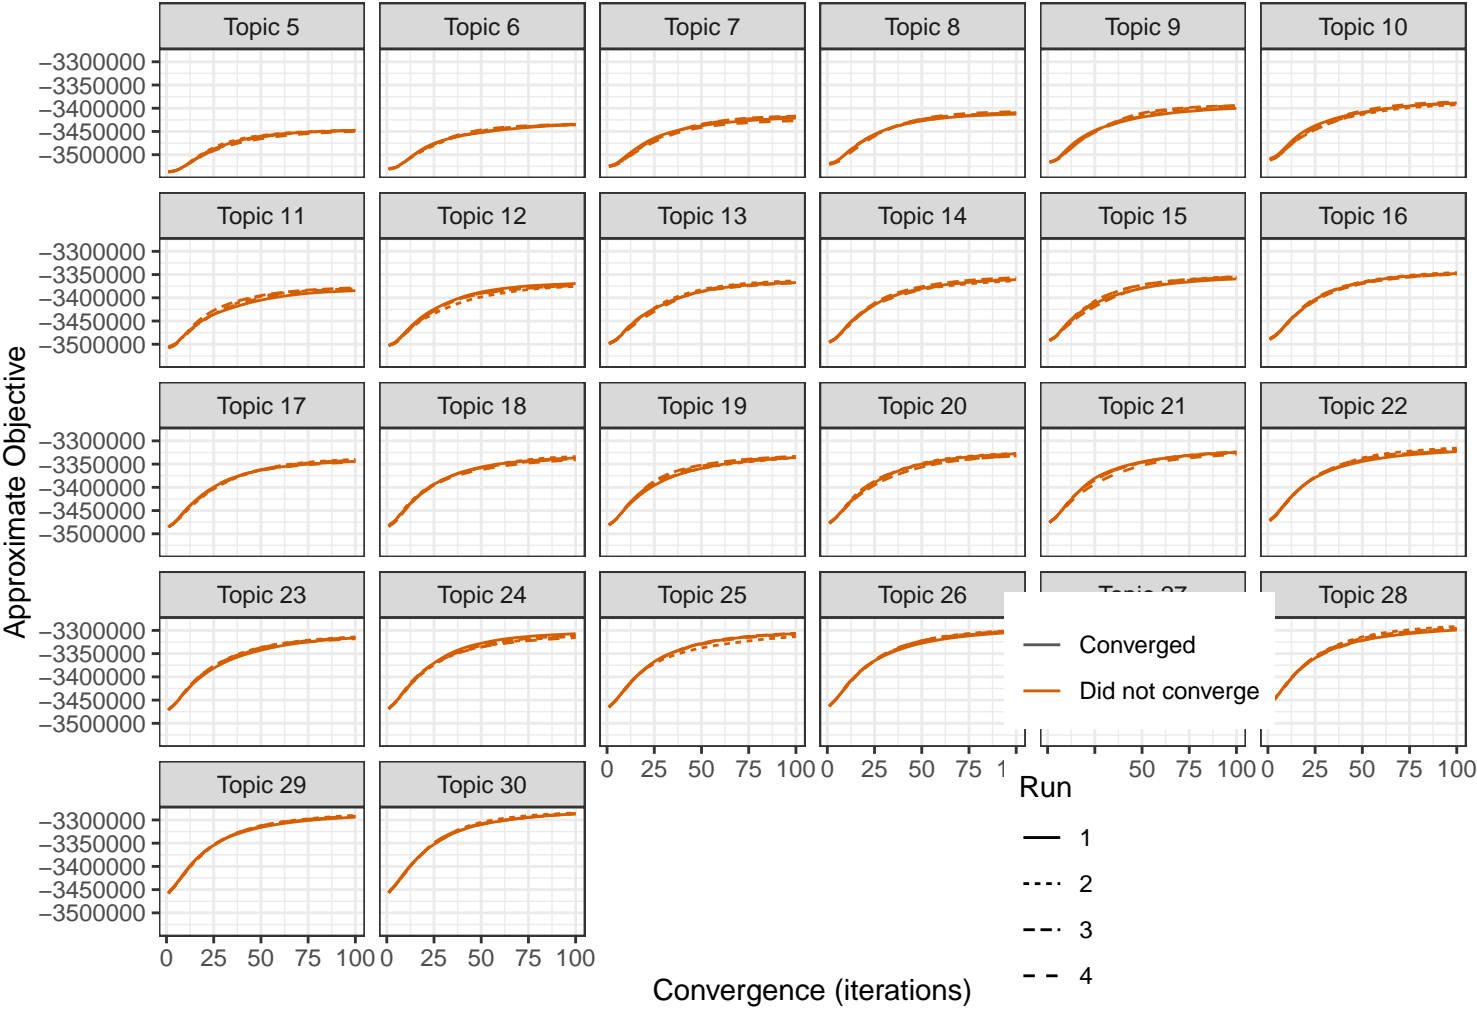 Topic 5 Topic 6 Topic 7 Topic 8 Topic 9 Topic 10
−3300000
−3350000
−3400000
−3450000
−3500000
Topic 11 Topic 12 Topic 13 Topic 14 Topic 15 Topic 16
−3300000
−3350000
−3400000
−3450000
−3500000
Approximate Objective
Topic 17 Topic 18 Topic 19 Topic 20 Topic 21 Topic 22
−3300000
−3350000
−3400000
−3450000
−3500000
Topic 23 Topic 24 Topic 25 Topic 26 Topic 28
−3300000
−3350000
−3400000
−3450000
−3500000
Converged
Did not converge
0 25 50 75 100 0 25 50 75 50 75 100 0 25 50 75 100
Topic 29 Topic 30
−3300000
−3350000
−3400000
−3450000
−3500000
0 25 50 75 100 0 25 50 75 100
Run
1
2
3
4
Convergence (iterations)